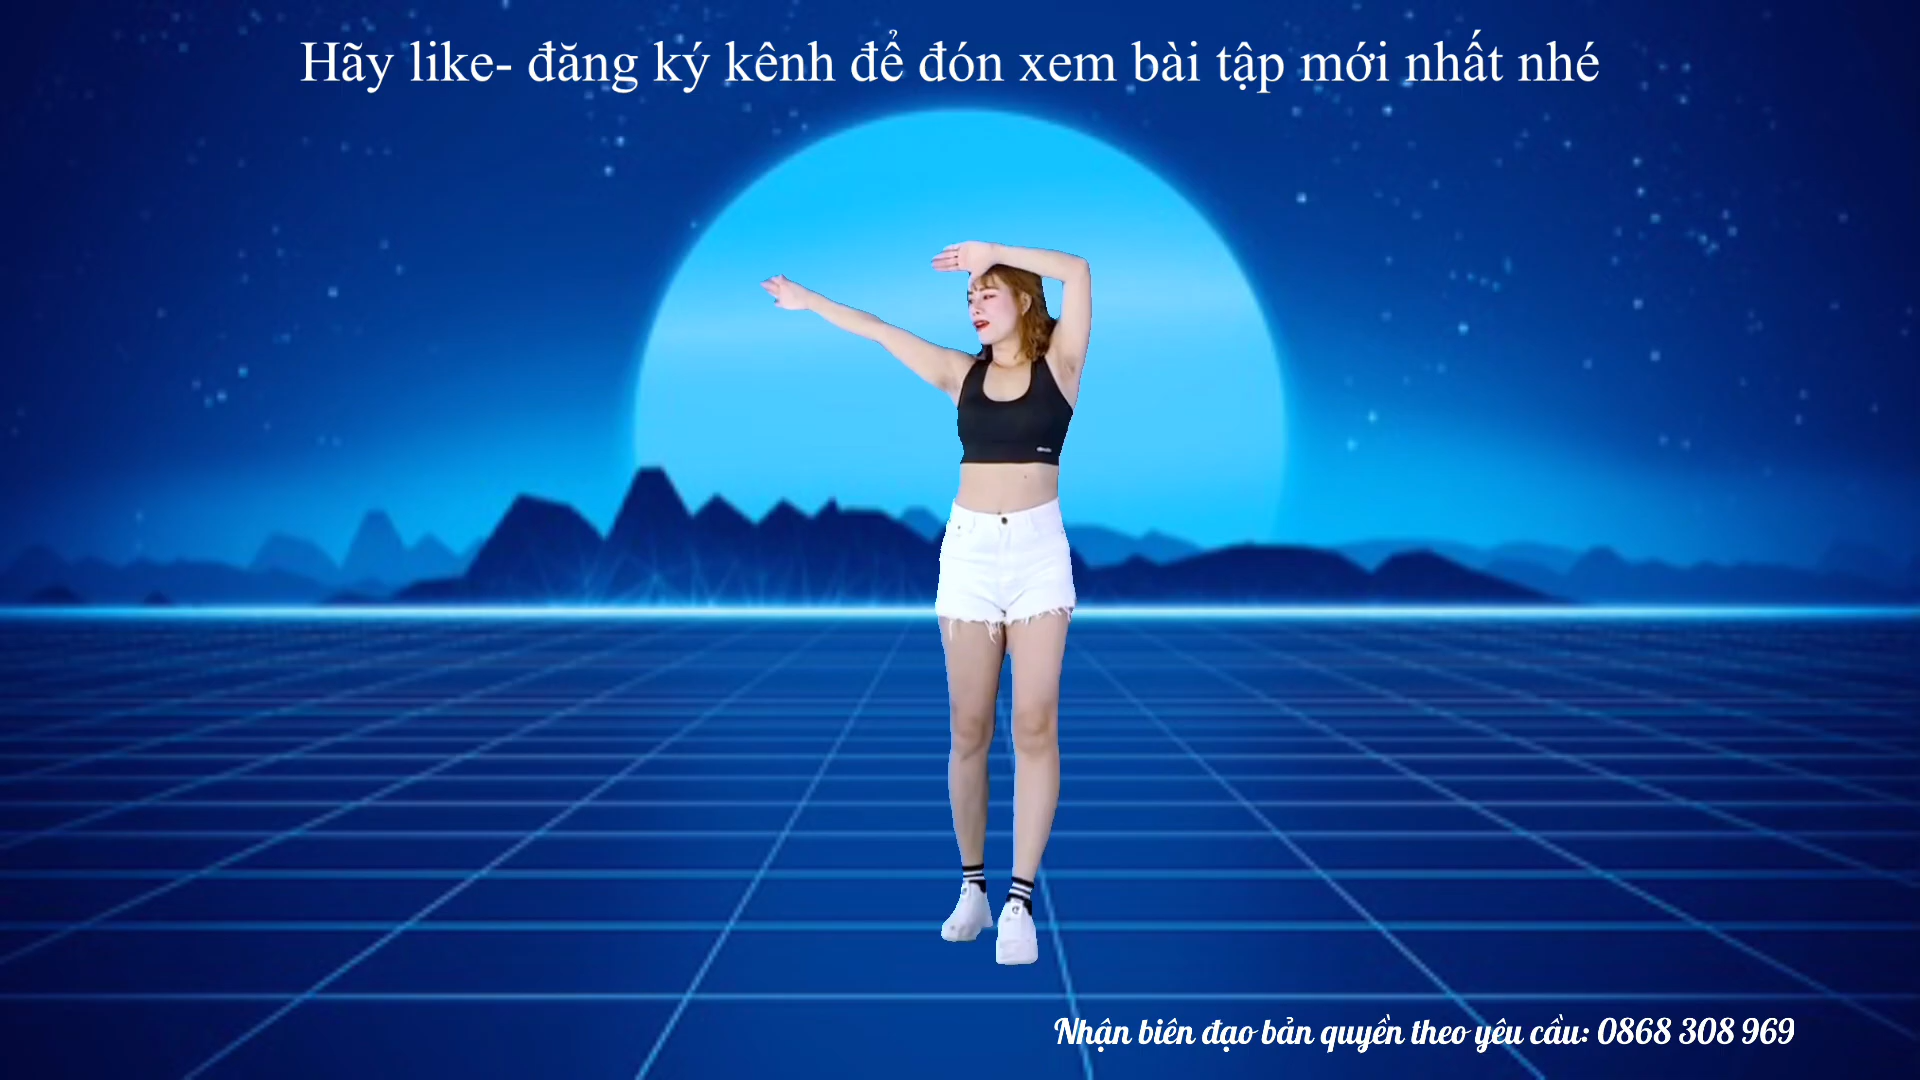 Hãy like- đăng ký kênh để đón xem bài tập mới nhất nhé
Nhận biên đạo bản quyền theo yêu cầu: 0868 308 969